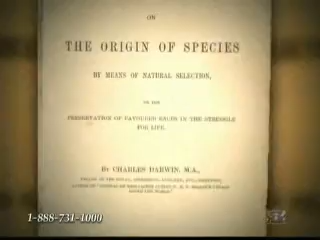 ON
THE ORIGIN OF SPECIES
BY MEANS OF NATURAL SELECTION,
OR THE
PRESERVATION OF FAVOURED RACES IN THE STRUGGLE
FOR LIFE.
BY CHARLES DARWIN, M.A.,
1-888-731-1000